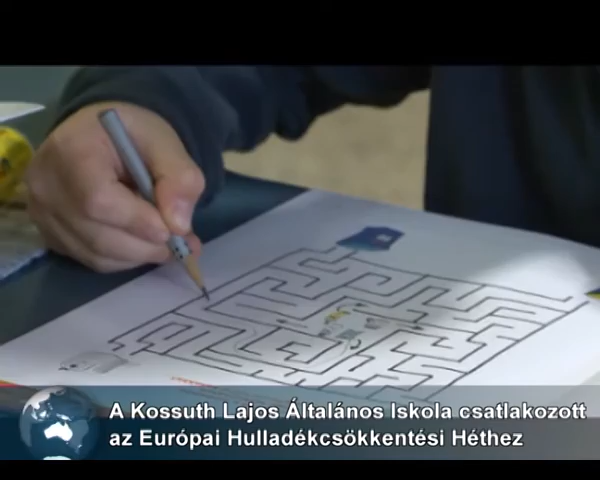 A Kossuth Lajos Általános Iskola csatlakozott
az Európai Hulladékcsökkentési Héthez